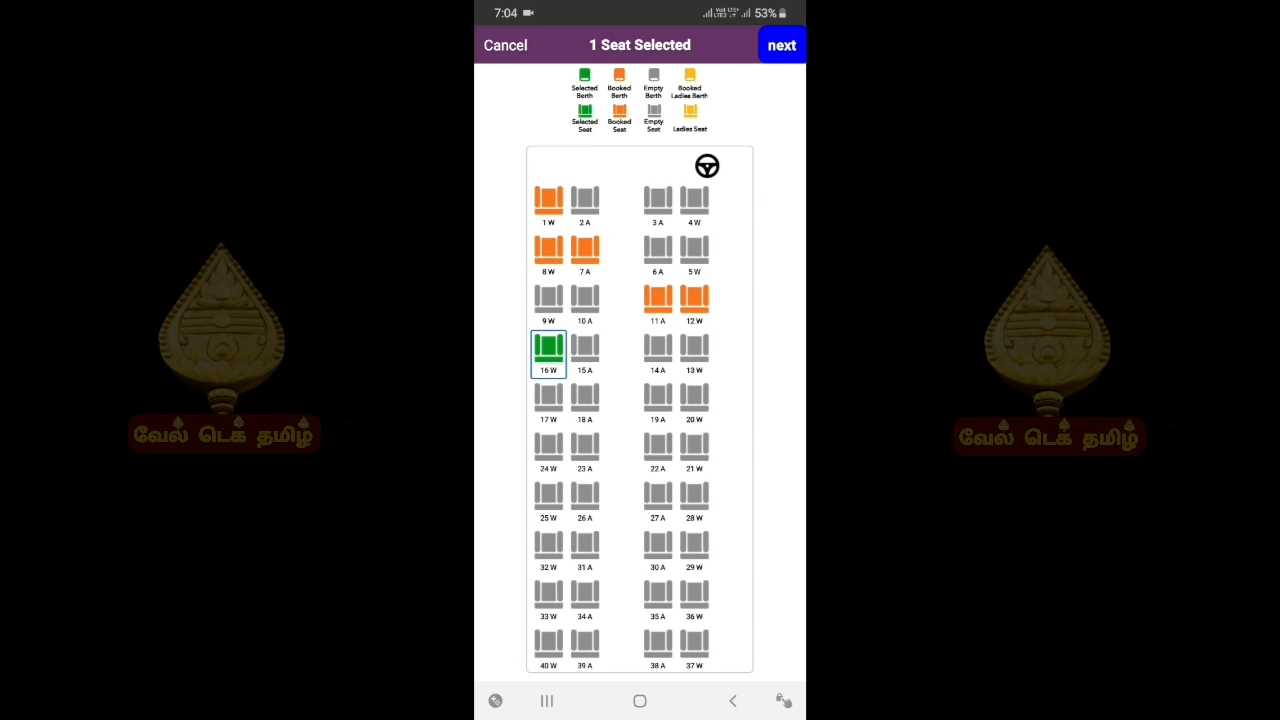 7:04
VoB LTE+
LTE2
53%
Cancel
1 Seat Selected
next
Selected Berth
Booked Berth
Empty Berth
Booked Ladies Berth
Selected Seat
Booked Seat
Empty Seat
Ladies Seat
1 W 2 A 3 A 4 W
8 W 7 A 6 A 5 W
9 W 10 A 11 A 12 W
16 W 15 A 14 A 13 W
17 W 18 A 19 A 20 W
24 W 23 A 22 A 21 W
25 W 26 A 27 A 28 W
32 W 31 A 30 A 29 W
33 W 34 A 35 A 36 W
40 W 39 A 38 A 37 W
வேல் டெக் தமிழ்
வேல் டெக் தமிழ்